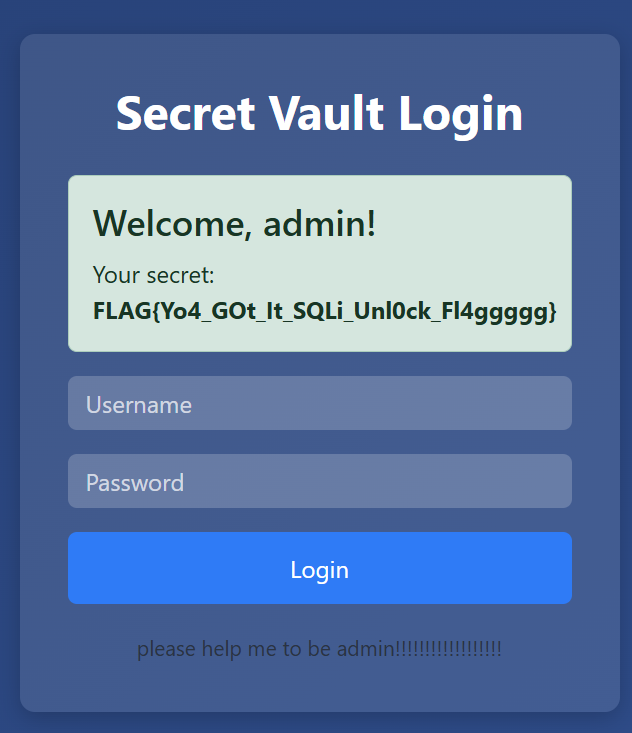 Secret Vault Login
Welcome, admin!
Your secret:
FLAG{Yo4_GOt_It_SQLi_Unl0ck_Fl4ggggg}
Username
Password
Login
please help me to be admin!!!!!!!!!!!!!!!!!!